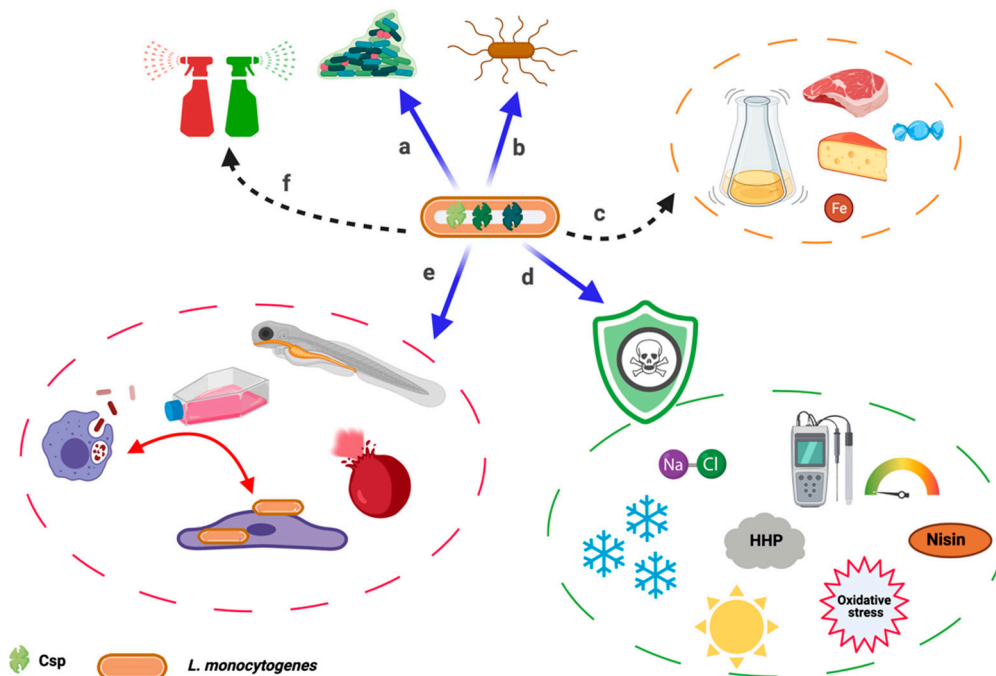 a
b
f
c
Fe
e
d
Na
Cl
HHP
Nisin
Oxidative
stress
Csp
L. monocytogenes